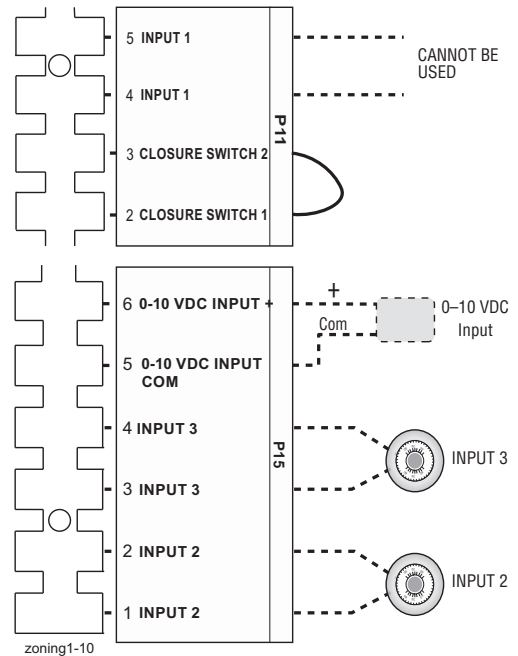 5 INPUT 1
CANNOT BE
USED
4 INPUT 1
P11
3 CLOSURE SWITCH 2
2 CLOSURE SWITCH 1
6 0-10 VDC INPUT +
+
0–10 VDC
Input
Com
5 0-10 VDC INPUT
COM
4 INPUT 3
P15
INPUT 3
3 INPUT 3
2 INPUT 2
INPUT 2
1 INPUT 2
zoning1-10